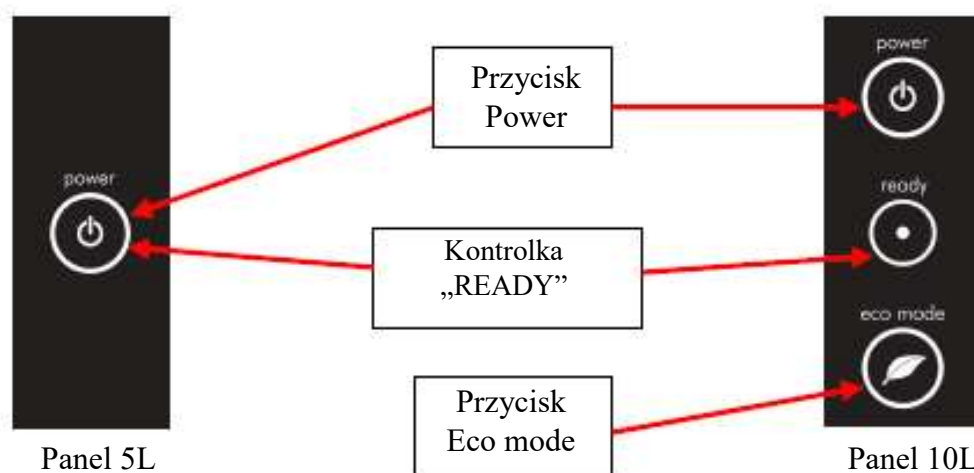 power
Przycisk
Power
power
Kontrolka
„READY”
ready
eco mode
Przycisk
Eco mode
Panel 5L
Panel 10L